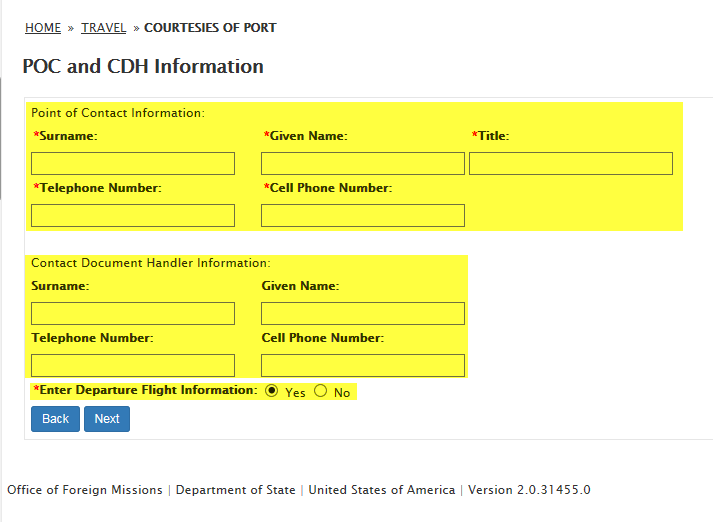 HOME » TRAVEL » COURTESIES OF PORT
POC and CDH Information
Point of Contact Information:
*Surname: *Given Name: *Title:
*Telephone Number: *Cell Phone Number:
Contact Document Handler Information:
Surname: Given Name:
Telephone Number: Cell Phone Number:
*Enter Departure Flight Information: Yes No
Back Next
Office of Foreign Missions | Department of State | United States of America | Version 2.0.31455.0